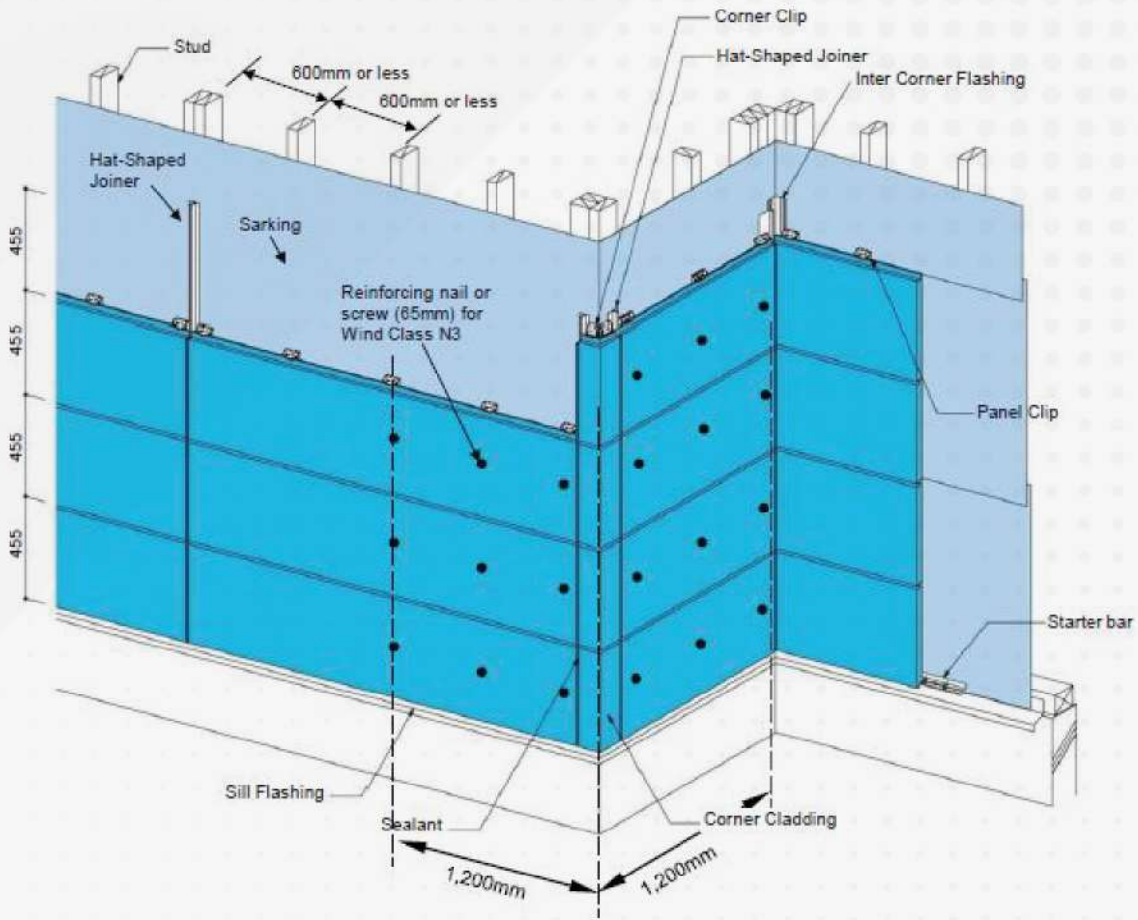 Corner Clip
Stud
Hat-Shaped Joiner
600mm or less
Inter Corner Flashing
600mm or less
Hat-Shaped
Joiner
Sarking
455
Reinforcing nail or
screw (65mm) for
Wind Class N3
455
Panel Clip
455
455
Starter bar
Sill Flashing
Sealant
Corner Cladding
1,200mm
1,200mm